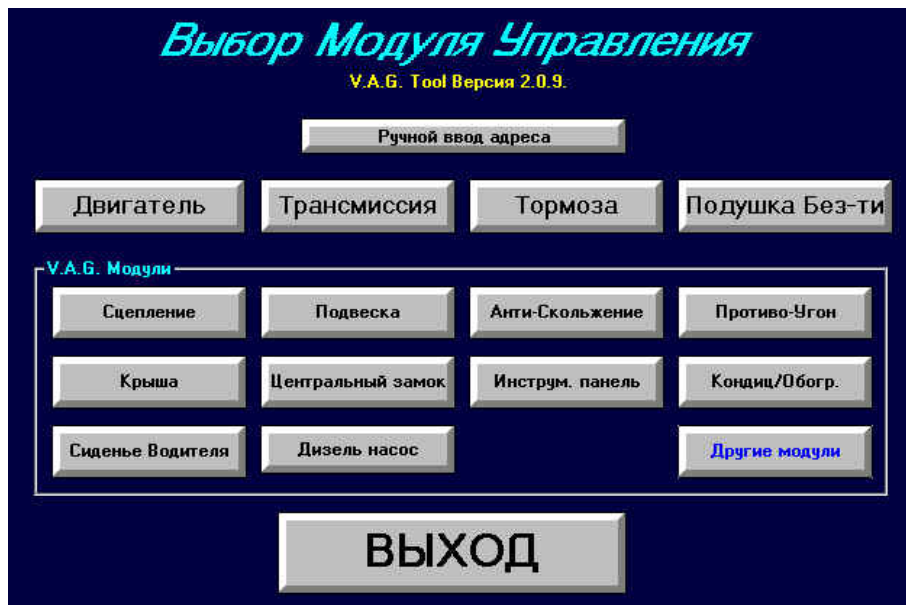 Выбор Модуля Управления
V.A.G. Tool Версия 2.0.9.
Ручной ввод адреса
Двигатель Трансмиссия Тормоза Подушка Без-ти
V.A.G. Модули
Сцепление Подвеска Анти-Скольжение Противо-Угон
Крыша Центральный замок Инструм. панель Кондиц/Обогр.
Сиденье Водителя Дизель насос Другие модули
ВЫХОД